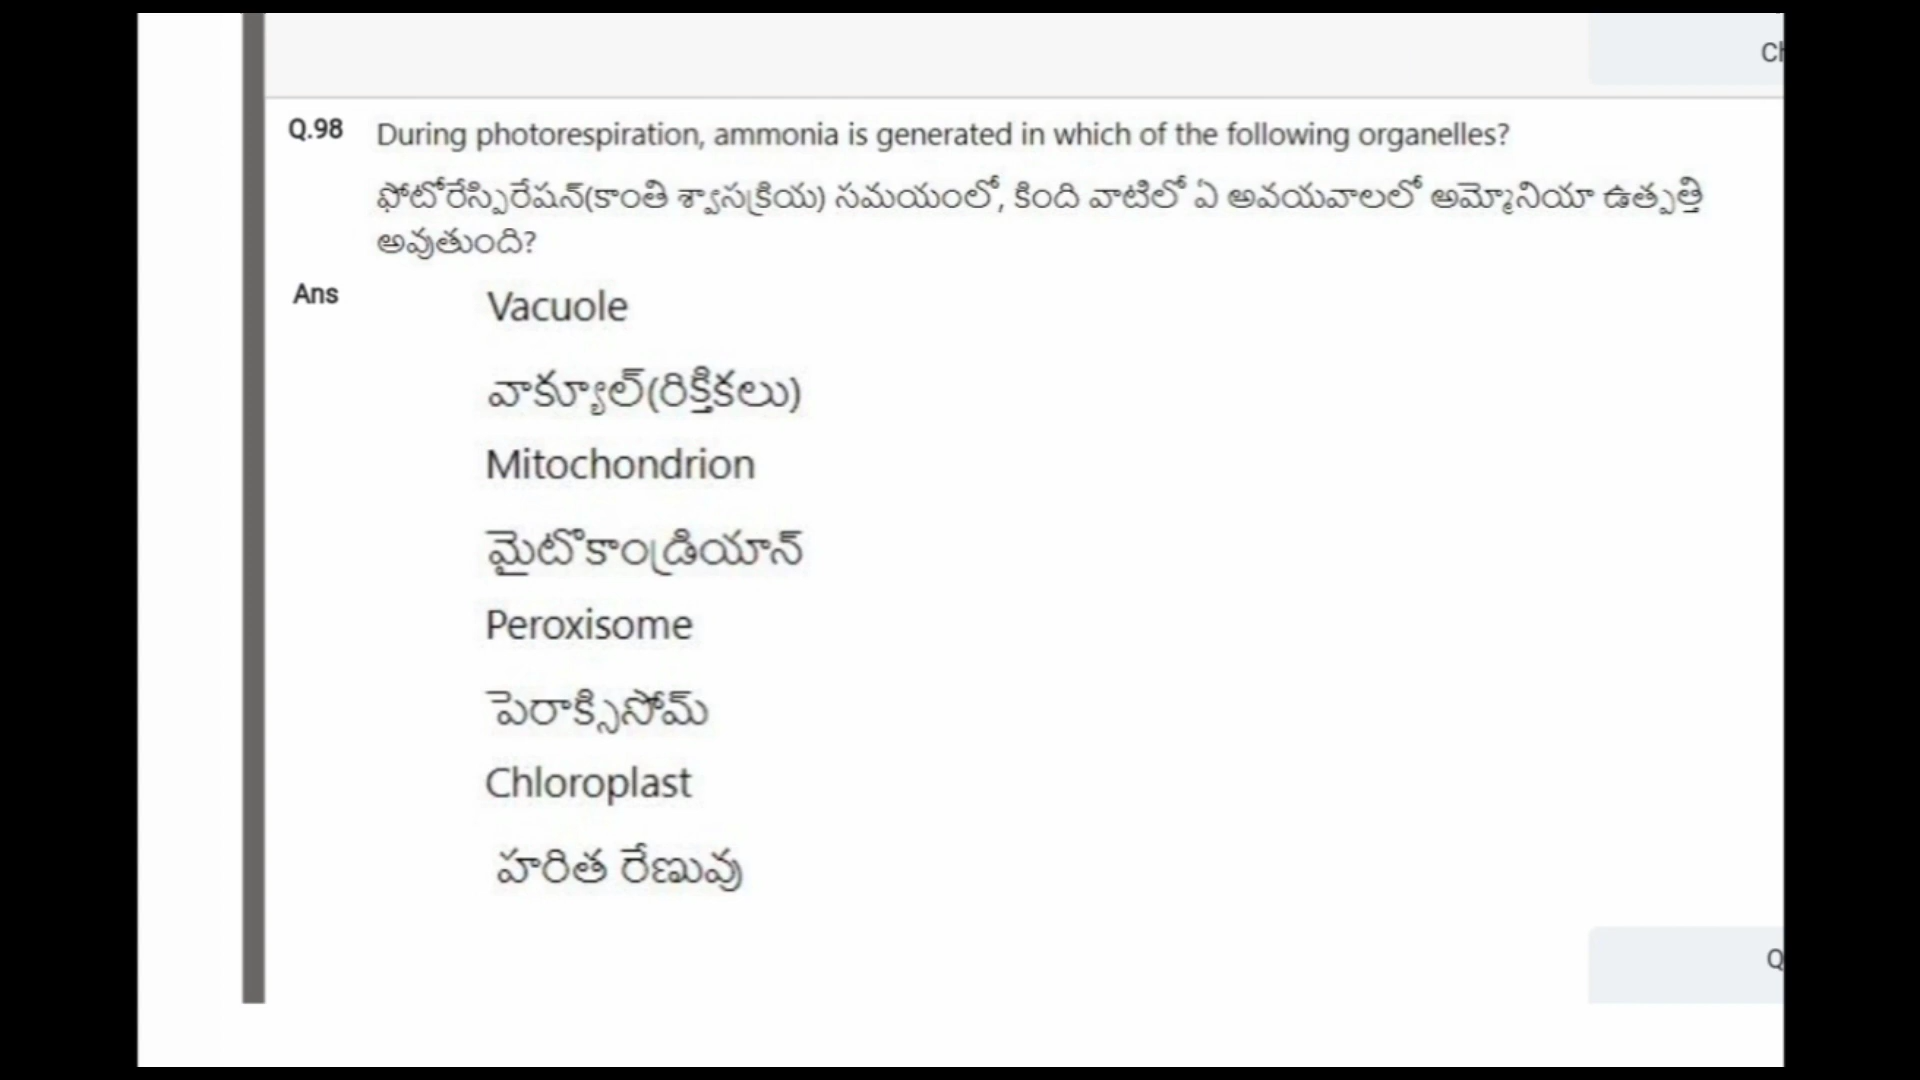 Ch
Q.98 During photorespiration, ammonia is generated in which of the following organelles?
ఫోటోరేస్పిరేషన్(కాంతి శ్వాసక్రియ) సమయంలో, కింది వాటిలో ఏ అవయవాలలో అమ్మోనియా ఉత్పత్తి
అవుతుంది?
Ans Vacuole
వాక్యూల్(రిక్తికలు)
Mitochondrion
మైటొకాండ్రియాన్
Peroxisome
పెరాక్సిసోమ్
Chloroplast
హరిత రేణువు
Q